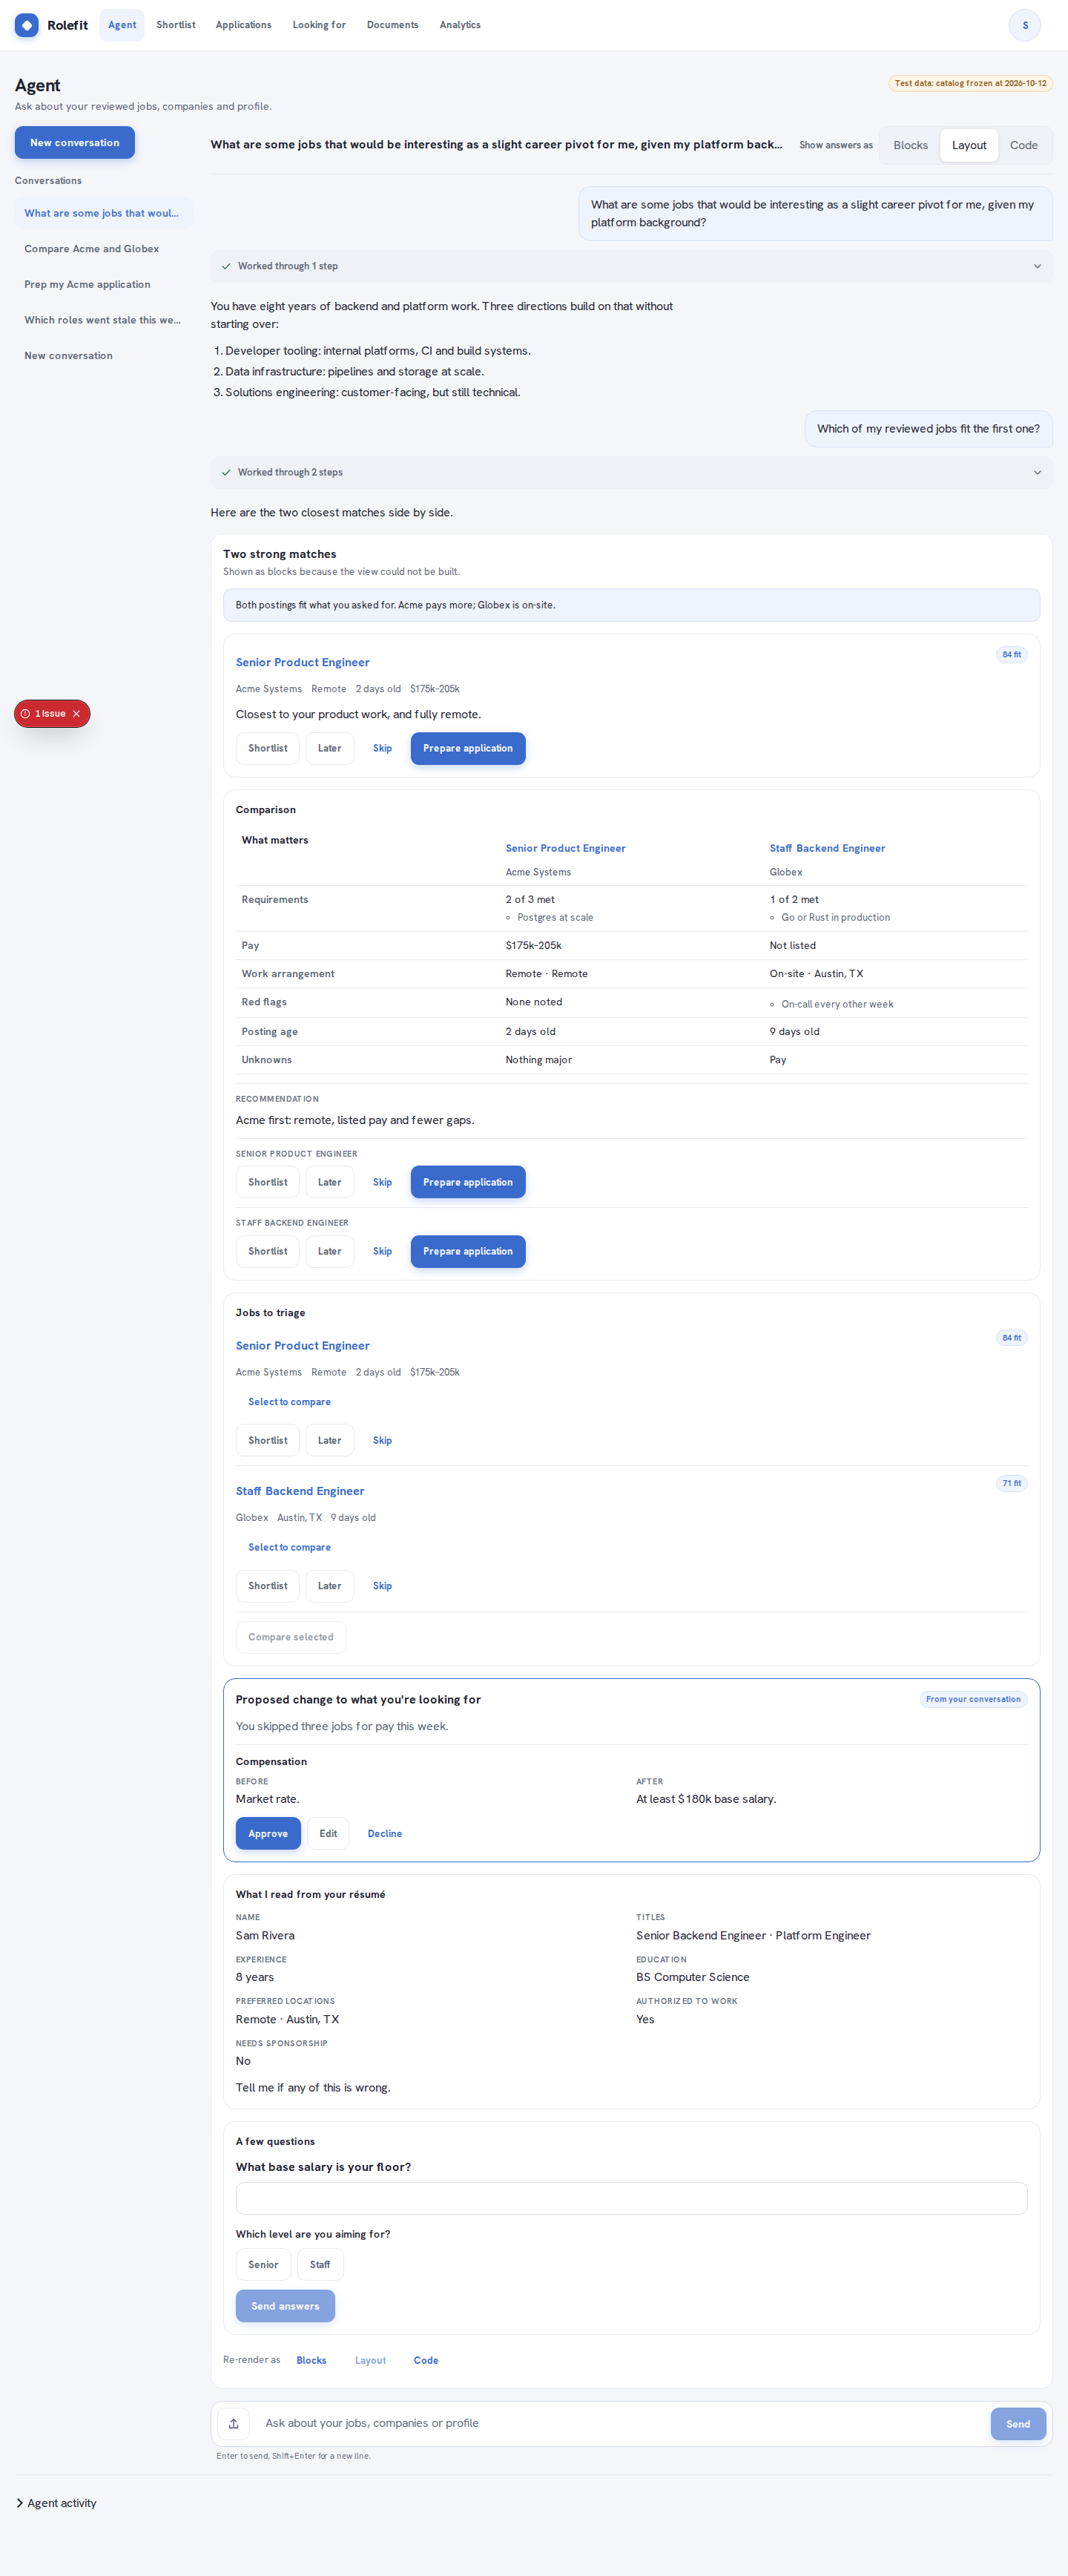 Rolefit
Agent
Shortlist
Applications
Looking for
Documents
Analytics
S
Agent
Test data: catalog frozen at 2026-10-12
Ask about your reviewed jobs, companies and profile.
New conversation
Conversations
What are some jobs that woul...
Compare Acme and Globex
Prep my Acme application
Which roles went stale this we...
New conversation
1 Issue
What are some jobs that would be interesting as a slight career pivot for me, given my platform back...
Show answers as
Blocks
Layout
Code
What are some jobs that would be interesting as a slight career pivot for me, given my
platform background?
Worked through 1 step
You have eight years of backend and platform work. Three directions build on that without
starting over:
1. Developer tooling: internal platforms, CI and build systems.
2. Data infrastructure: pipelines and storage at scale.
3. Solutions engineering: customer-facing, but still technical.
Which of my reviewed jobs fit the first one?
Worked through 2 steps
Here are the two closest matches side by side.
Two strong matches
Shown as blocks because the view could not be built.
Both postings fit what you asked for. Acme pays more; Globex is on-site.
Senior Product Engineer
84 fit
Acme Systems Remote 2 days old $175k–205k
Closest to your product work, and fully remote.
Shortlist Later Skip Prepare application
Comparison
What matters
Senior Product Engineer
Acme Systems
Staff Backend Engineer
Globex
Requirements
2 of 3 met
Postgres at scale
1 of 2 met
Go or Rust in production
Pay
$175k–205k
Not listed
Work arrangement
Remote · Remote
On-site · Austin, TX
Red flags
None noted
On-call every other week
Posting age
2 days old
9 days old
Unknowns
Nothing major
Pay
RECOMMENDATION
Acme first: remote, listed pay and fewer gaps.
SENIOR PRODUCT ENGINEER
Shortlist Later Skip Prepare application
STAFF BACKEND ENGINEER
Shortlist Later Skip Prepare application
Jobs to triage
Senior Product Engineer
84 fit
Acme Systems Remote 2 days old $175k–205k
Select to compare
Shortlist Later Skip
Staff Backend Engineer
71 fit
Globex Austin, TX 9 days old
Select to compare
Shortlist Later Skip
Compare selected
Proposed change to what you're looking for
From your conversation
You skipped three jobs for pay this week.
Compensation
BEFORE
Market rate.
AFTER
At least $180k base salary.
Approve Edit Decline
What I read from your résumé
NAME
Sam Rivera
TITLES
Senior Backend Engineer · Platform Engineer
EXPERIENCE
8 years
EDUCATION
BS Computer Science
PREFERRED LOCATIONS
Remote · Austin, TX
AUTHORIZED TO WORK
Yes
NEEDS SPONSORSHIP
No
Tell me if any of this is wrong.
A few questions
What base salary is your floor?
Which level are you aiming for?
Senior Staff
Send answers
Re-render as Blocks Layout Code
Ask about your jobs, companies or profile
Send
Enter to send, Shift+Enter for a new line.
Agent activity